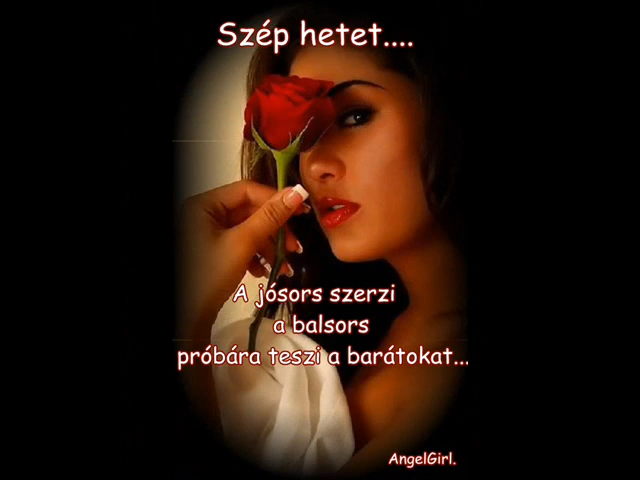 Szép hetet....
A jósors szerzi
a balsors
próbára teszi a barátokat...
AngelGirl.